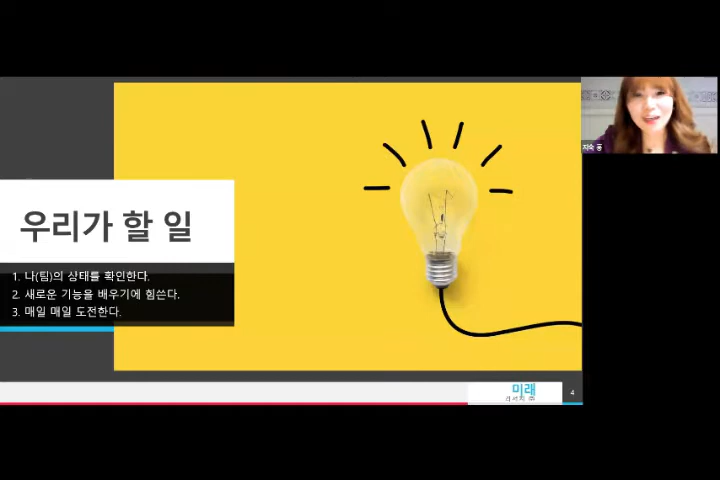 우리가 할 일
1. 나(팀)의 상태를 확인한다.
2. 새로운 기능을 배우기에 힘쓴다.
3. 매일 매일 도전한다.
미래
4